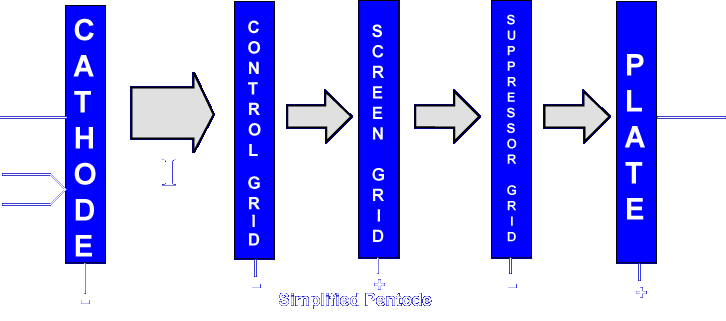 CATHODE
CONTROL GRID
SCREEN GRID
SUPPRESSOR GRID
PLATE
I
- - + - +
Simplified Pentode